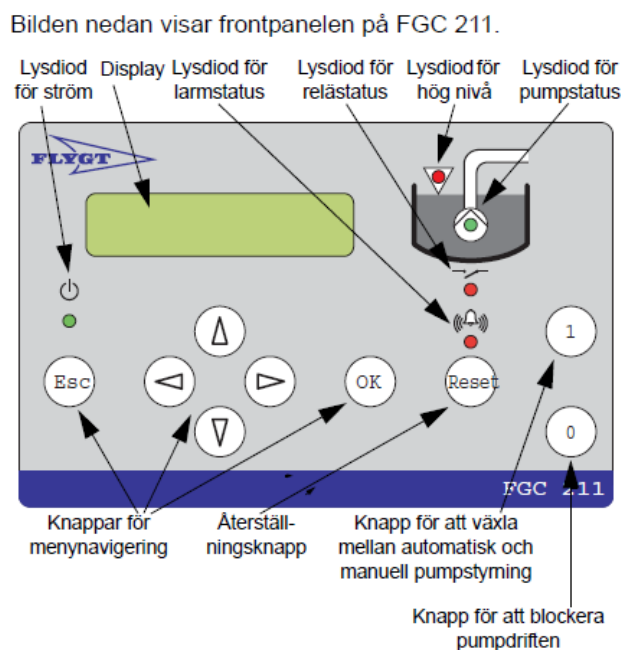 Bilden nedan visar frontpanelen på FGC 211.
Lysdiod
för ström
Display
Lysdiod för
larmstatus
Lysdiod för
relästatus
Lysdiod för
hög nivå
Lysdiod för
pumpstatus
FLYGT
1
Esc
OK
Reset
0
FGC 211
Knappar för
menynavigering
Återställ-
ningsknapp
Knapp för att växla
mellan automatisk och
manuell pumpstyrning
Knapp för att blockera
pumpdriften